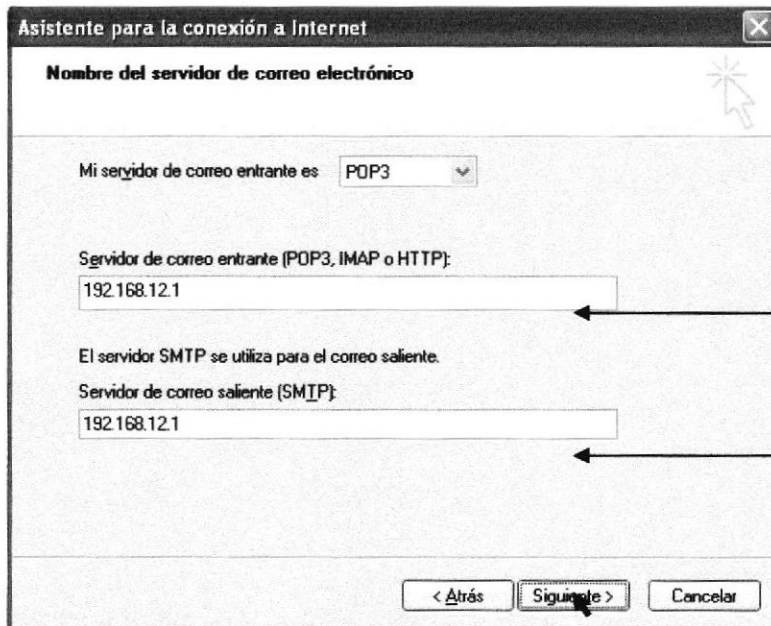 Asistente para la conexión a Internet
Nombre del servidor de correo electrónico
Mi servidor de correo entrante es POP3
Servidor de correo entrante (POP3, IMAP o HTTP):
192.168.12.1
El servidor SMTP se utiliza para el correo saliente.
Servidor de correo saliente (SMTP):
192.168.12.1
< Atrás Siguiente > Cancelar